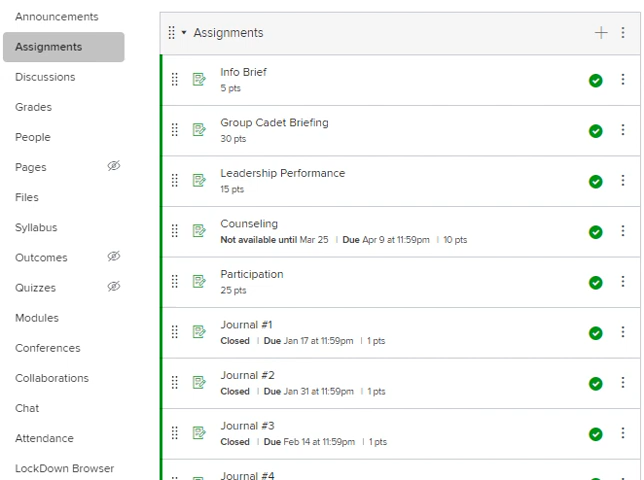 Announcements
Assignments
Discussions
Grades
People
Pages
Files
Syllabus
Outcomes
Quizzes
Modules
Conferences
Collaborations
Chat
Attendance
LockDown Browser
Assignments
Info Brief
5 pts
Group Cadet Briefing
30 pts
Leadership Performance
15 pts
Counseling
Not available until Mar 25 | Due Apr 9 at 11:59pm | 10 pts
Participation
25 pts
Journal #1
Closed | Due Jan 17 at 11:59pm | 1 pts
Journal #2
Closed | Due Jan 31 at 11:59pm | 1 pts
Journal #3
Closed | Due Feb 14 at 11:59pm | 1 pts
Journal #4